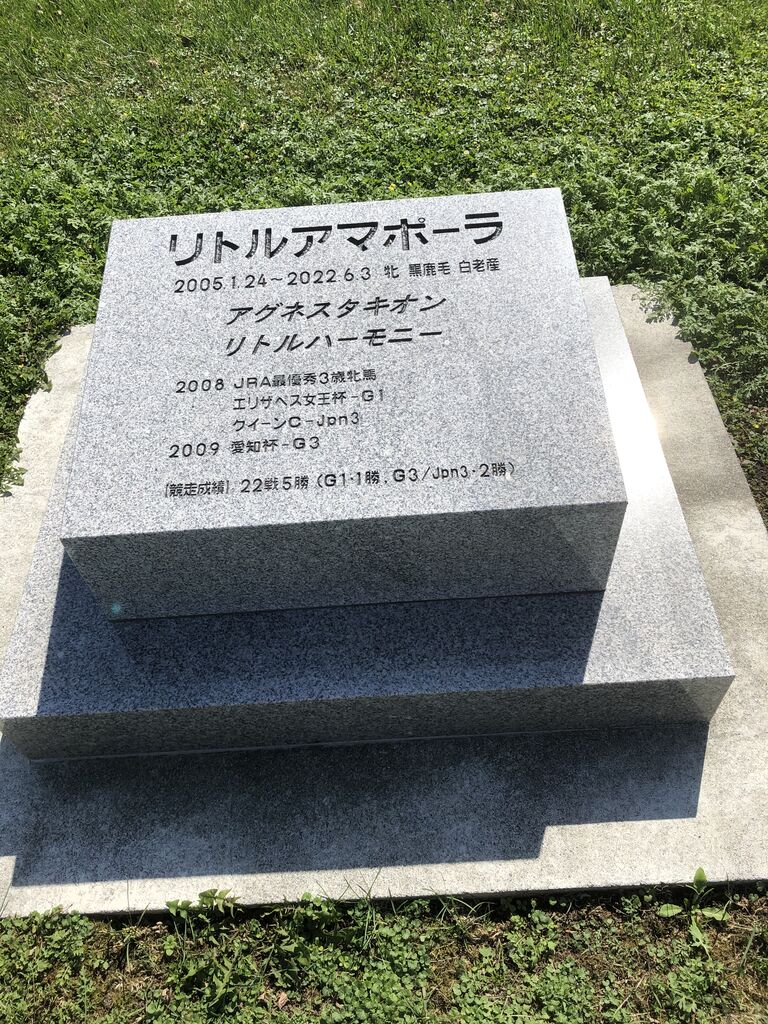 リトルアマポーラ
2005.1.24～2022.6.3 牝 黒鹿毛 白老産
アグネスタキオン
リトルハーモニー
2008 JRA最優秀3歳牝馬
エリザベス女王杯-G1
クイーンC-Jpn3
2009 愛知杯-G3
【競走成績】 22戦5勝 (G1･1勝, G3/Jpn3･2勝)